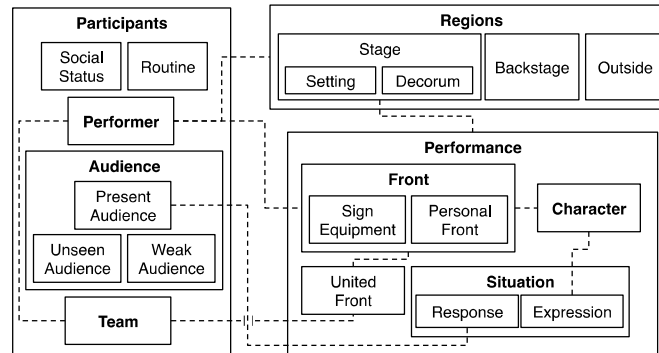 Participants
Social
Status
Routine
Performer
Audience
Present
Audience
Unseen
Audience
Weak
Audience
Team
Regions
Stage
Setting
Decorum
Backstage
Outside
Performance
Front
Sign
Equipment
Personal
Front
Character
United
Front
Situation
Response
Expression